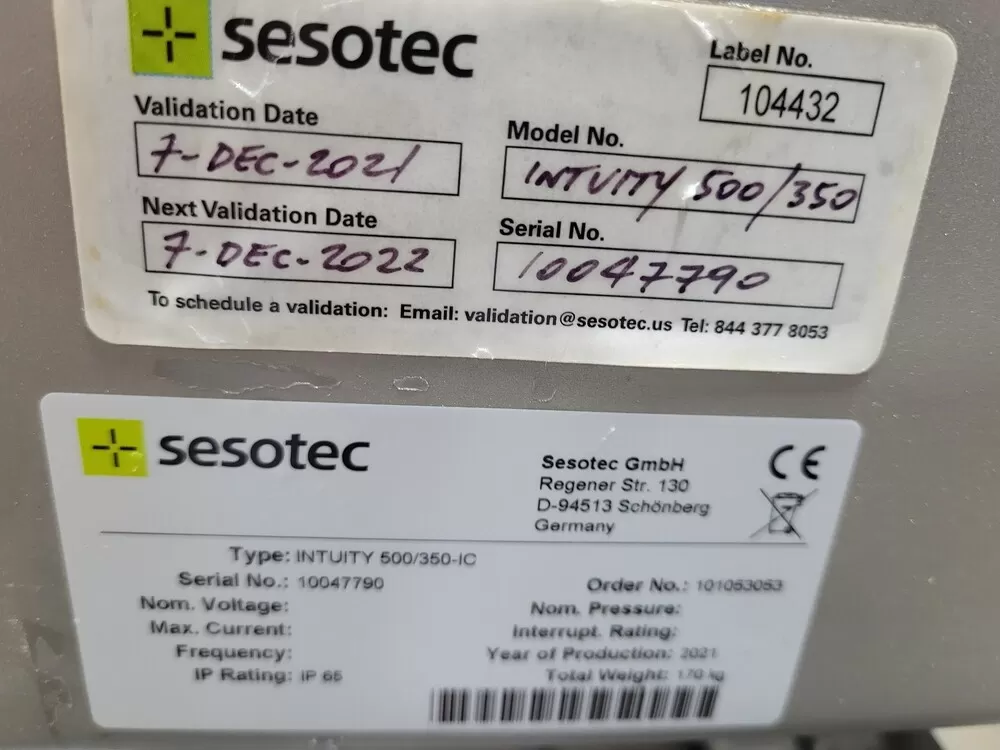 sesotec
Label No.
104432
Validation Date
7-DEC-2021
Model No.
INTUITY 500/350
Next Validation Date
7-DEC-2022
Serial No.
10047790
To schedule a validation: Email: validation@sesotec.us Tel: 844 377 8053
sesotec
Sesotec GmbH
Regener Str. 130
D-94513 Schönberg
Germany
CE
Type: INTUITY 500/350-IC
Serial No.: 10047790
Order No.: 101053053
Nom. Voltage:
Nom. Pressure:
Max. Current:
Interrupt. Rating:
Frequency:
Year of Production: 2021
IP Rating: IP 65
Total Weight: 170 kg